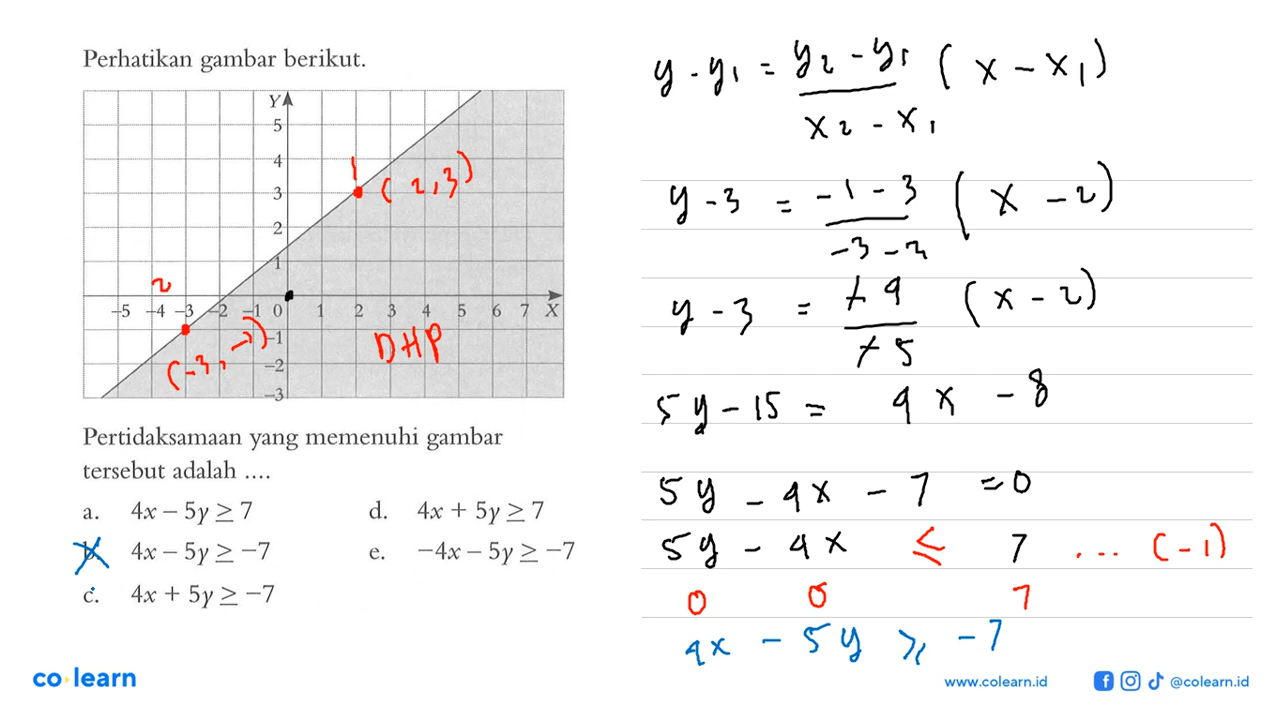 Perhatikan gambar berikut.
Y
5
4
3
2
1
-5 -4 -3 -2 -1 0 1 2 3 4 5 6 7 X
-1
-2
-3
1
(2,3)
2
(-3, -1)
DHP
Pertidaksamaan yang memenuhi gambar
tersebut adalah ....
a. 4x − 5y ≥ 7
b. 4x − 5y ≥ −7
c. 4x + 5y ≥ −7
d. 4x + 5y ≥ 7
e. −4x − 5y ≥ −7
y - y₁ = y₂ - y₁ / x₂ - x₁ (x - x₁)
y - 3 = -1 - 3 / -3 - 2 (x - 2)
y - 3 = +4 / +5 (x - 2)
5y - 15 = 4x - 8
5y - 4x - 7 = 0
5y - 4x ≤ 7 ... (-1)
0 0 7
4x - 5y ≥ -7
co·learn
www.colearn.id
@colearn.id